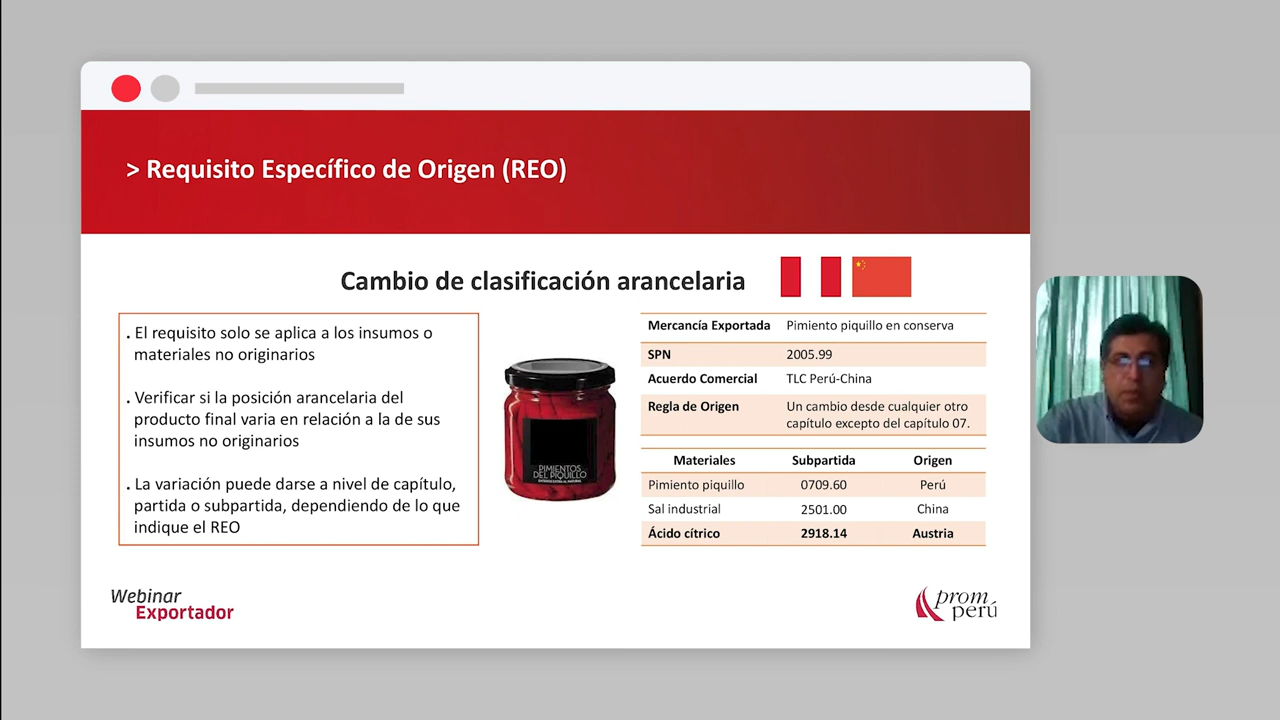 > Requisito Específico de Origen (REO)
Cambio de clasificación arancelaria
. El requisito solo se aplica a los insumos o
materiales no originarios
. Verificar si la posición arancelaria del
producto final varia en relación a la de sus
insumos no originarios
. La variación puede darse a nivel de capítulo,
partida o subpartida, dependiendo de lo que
indique el REO
PIMIENTOS
DEL PIQUILLO
Mercancía Exportada Pimiento piquillo en conserva
SPN 2005.99
Acuerdo Comercial TLC Perú-China
Regla de Origen Un cambio desde cualquier otro
capítulo excepto del capítulo 07.
Materiales Subpartida Origen
Pimiento piquillo 0709.60 Perú
Sal industrial 2501.00 China
Ácido cítrico 2918.14 Austria
Webinar
Exportador
prom
perú